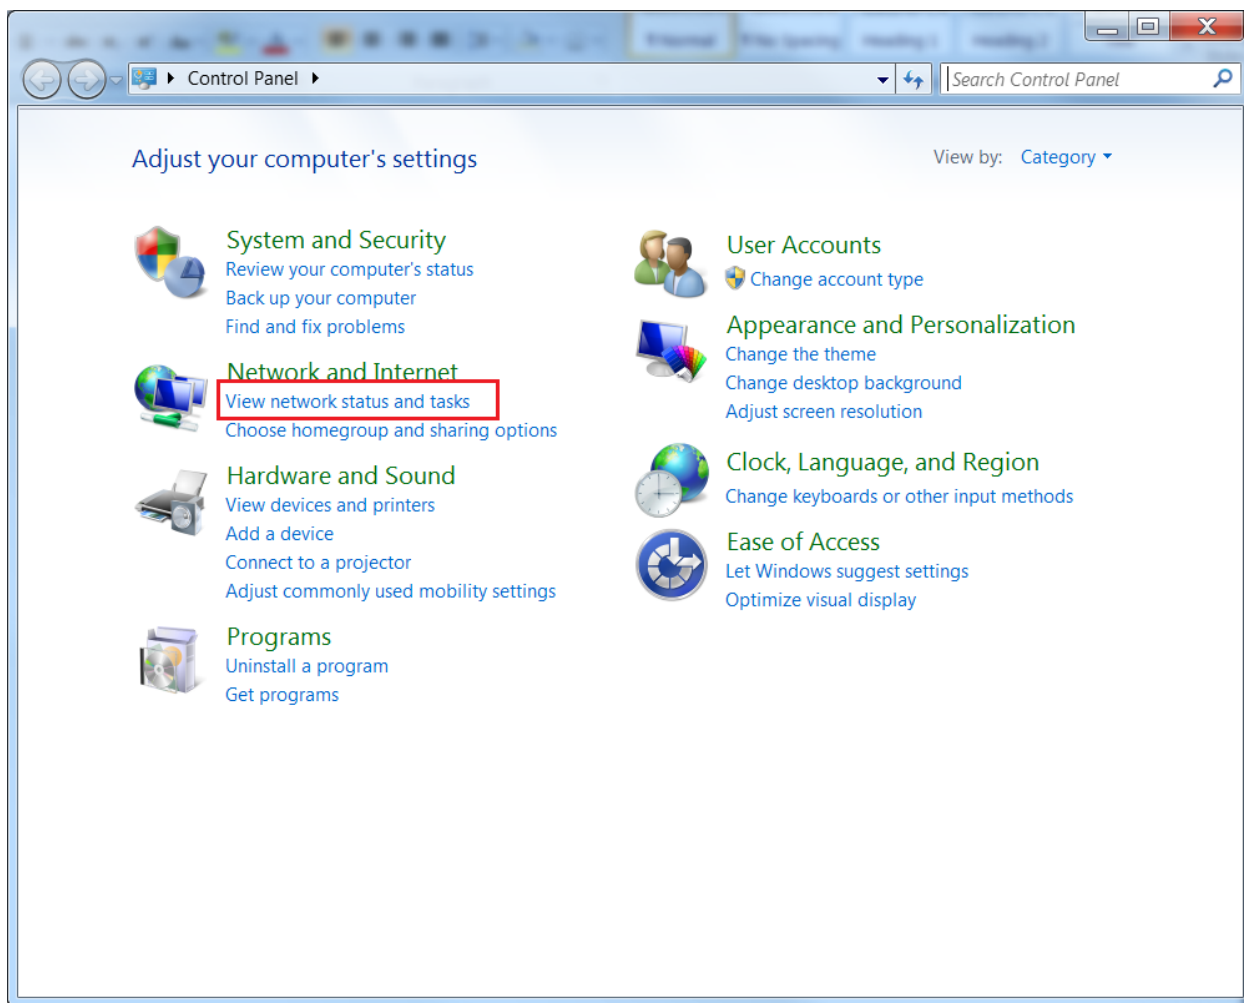 Control Panel
Search Control Panel
Adjust your computer's settings
View by: Category
System and Security
Review your computer's status
Back up your computer
Find and fix problems
Network and Internet
View network status and tasks
Choose homegroup and sharing options
Hardware and Sound
View devices and printers
Add a device
Connect to a projector
Adjust commonly used mobility settings
Programs
Uninstall a program
Get programs
User Accounts
Change account type
Appearance and Personalization
Change the theme
Change desktop background
Adjust screen resolution
Clock, Language, and Region
Change keyboards or other input methods
Ease of Access
Let Windows suggest settings
Optimize visual display